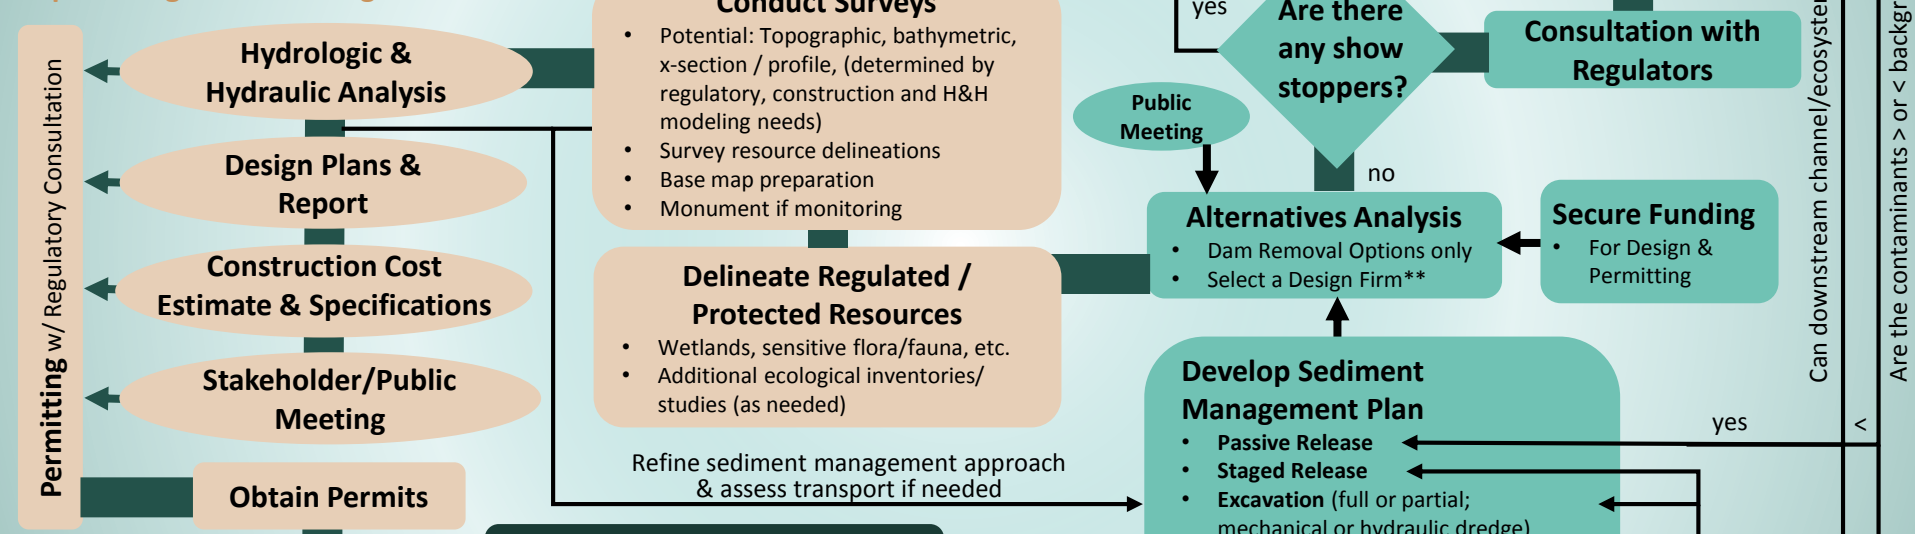 Permitting w/ Regulatory Consultation
Hydrologic &
Hydraulic Analysis
Design Plans &
Report
Construction Cost
Estimate & Specifications
Stakeholder/Public
Meeting
Obtain Permits
Conduct Surveys
• Potential: Topographic, bathymetric,
x-section / profile, (determined by
regulatory, construction and H&H
modeling needs)
• Survey resource delineations
• Base map preparation
• Monument if monitoring
Delineate Regulated /
Protected Resources
• Wetlands, sensitive flora/fauna, etc.
• Additional ecological inventories/
studies (as needed)
Refine sediment management approach
& assess transport if needed
yes
Are there
any show
stoppers?
Consultation with
Regulators
Public
Meeting
no
Alternatives Analysis
• Dam Removal Options only
• Select a Design Firm**
Secure Funding
• For Design &
Permitting
Develop Sediment
Management Plan
• Passive Release
• Staged Release
• Excavation (full or partial;
mechanical or hydraulic dredge)
yes
<
Can downstream channel/ecosyster
Are the contaminants > or < backgr